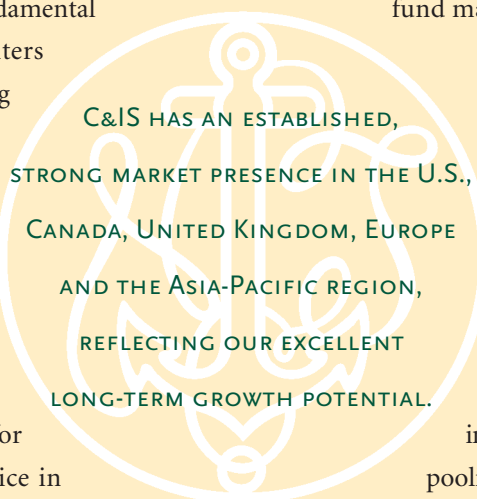 damental
fund ma
ters
g
C&IS HAS AN ESTABLISHED,
STRONG MARKET PRESENCE IN THE U.S.,
CANADA, UNITED KINGDOM, EUROPE
AND THE ASIA-PACIFIC REGION,
REFLECTING OUR EXCELLENT
LONG-TERM GROWTH POTENTIAL.
or
in
ice in
pooli